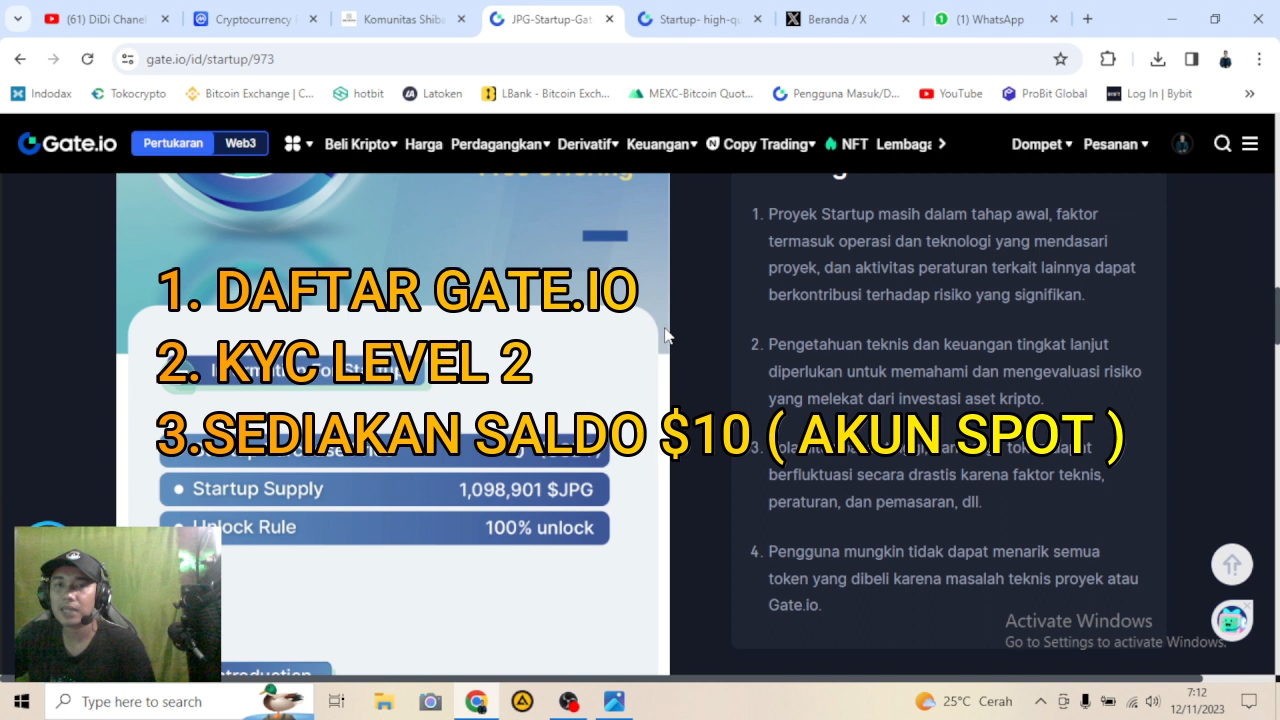 (61) DiDi Chanel
Cryptocurrency
Komunitas Shiba
JPG-Startup-Gat
Startup- high-qu
Beranda / X
(1) WhatsApp
gate.io/id/startup/973
Indodax
Tokocrypto
Bitcoin Exchange | C...
hotbit
Latoken
LBank - Bitcoin Exch...
MEXC-Bitcoin Quot...
Pengguna Masuk/D...
YouTube
ProBit Global
Log In | Bybit
Gate.io
Pertukaran
Web3
Beli Kripto
Harga
Perdagangan
Derivatif
Keuangan
Copy Trading
NFT
Lembaga
Dompet
Pesanan
1. DAFTAR GATE.IO
2. KYC LEVEL 2
3.SEDIAKAN SALDO $10 ( AKUN SPOT )
Startup Supply 1,098,901 $JPG
Unlock Rule 100% unlock
1. Proyek Startup masih dalam tahap awal, faktor
termasuk operasi dan teknologi yang mendasari
proyek, dan aktivitas peraturan terkait lainnya dapat
berkontribusi terhadap risiko yang signifikan.
2. Pengetahuan teknis dan keuangan tingkat lanjut
diperlukan untuk memahami dan mengevaluasi risiko
yang melekat dari investasi aset kripto.
berfluktuasi secara drastis karena faktor teknis,
peraturan, dan pemasaran, dll.
4. Pengguna mungkin tidak dapat menarik semua
token yang dibeli karena masalah teknis proyek atau
Gate.io.
Activate Windows
Go to Settings to activate Windows.
Type here to search
25°C Cerah
7:12
12/11/2023